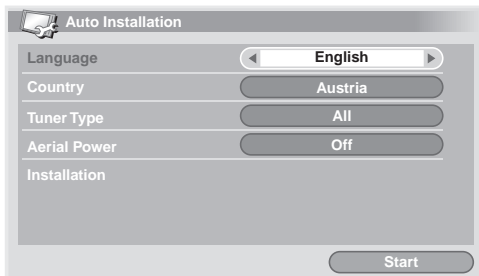 Auto Installation
Language English
Country Austria
Tuner Type All
Aerial Power Off
Installation
Start